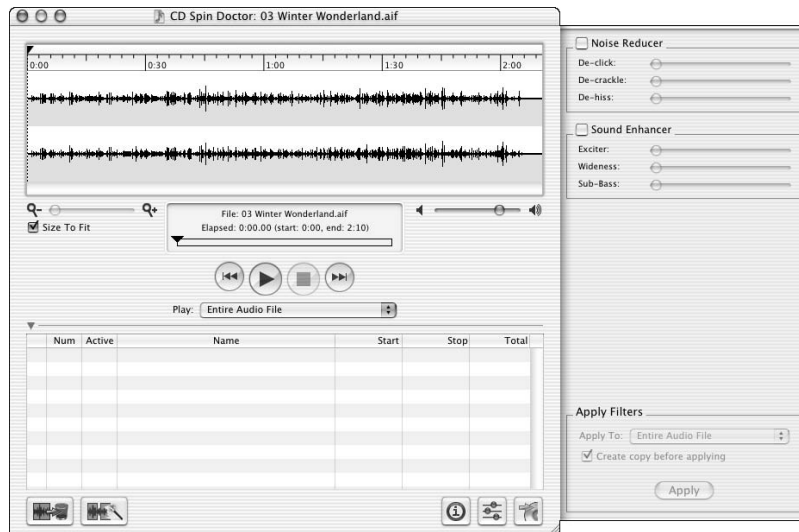 CD Spin Doctor: 03 Winter Wonderland.aif
0:00 0:30 1:00 1:30 2:00
Size To Fit
File: 03 Winter Wonderland.aif
Elapsed: 0:00.00 (start: 0:00, end: 2:10)
Play: Entire Audio File
Num Active Name Start Stop Total
Noise Reducer
De-click:
De-crackle:
De-hiss:
Sound Enhancer
Exciter:
Wideness:
Sub-Bass:
Apply Filters
Apply To: Entire Audio File
Create copy before applying
Apply